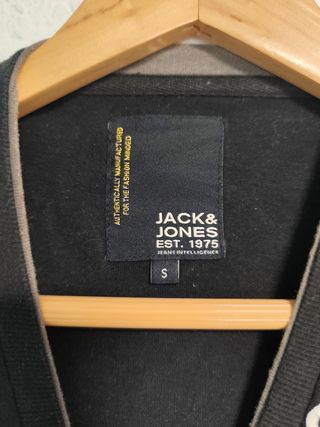 AUTHENTICALLY MANUFACTURED
FOR THE FASHION MINDED
JACK&
JONES
EST. 1975
JEANS INTELLIGENCE
S